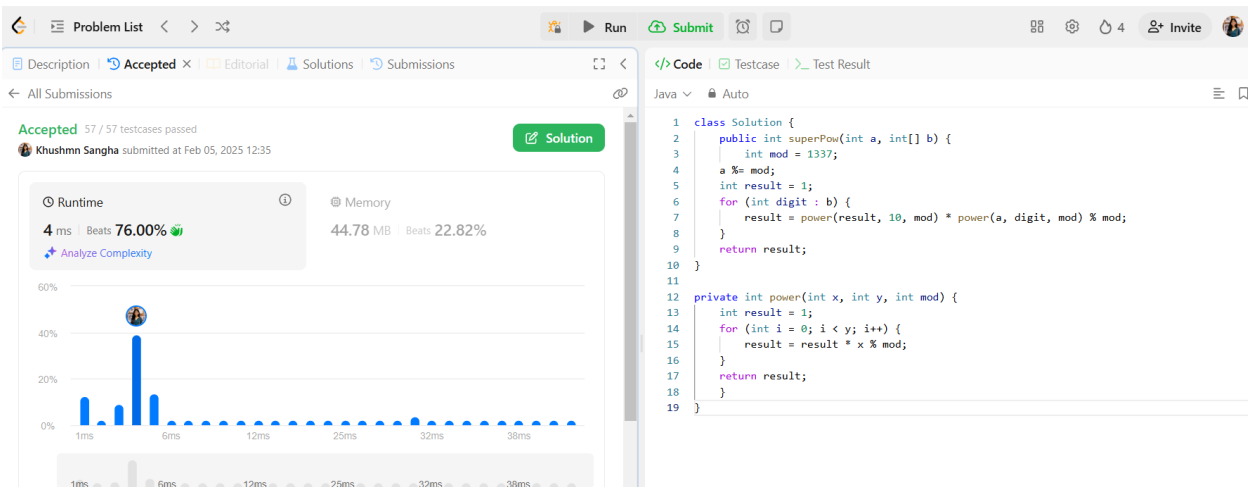 Problem List
Run
Submit
4
Invite
Description
Accepted
Editorial
Solutions
Submissions
All Submissions
Accepted 57 / 57 testcases passed
Khushmn Sangha submitted at Feb 05, 2025 12:35
Solution
Runtime
4 ms Beats 76.00%
Analyze Complexity
Memory
44.78 MB Beats 22.82%
60%
40%
20%
0%
1ms 6ms 12ms 25ms 32ms 38ms
1ms 6ms 12ms 25ms 32ms 38ms
</> Code
Testcase
>_ Test Result
Java
Auto
1 class Solution {
2 public int superPow(int a, int[] b) {
3 int mod = 1337;
4 a %= mod;
5 int result = 1;
6 for (int digit : b) {
7 result = power(result, 10, mod) * power(a, digit, mod) % mod;
8 }
9 return result;
10 }
11
12 private int power(int x, int y, int mod) {
13 int result = 1;
14 for (int i = 0; i < y; i++) {
15 result = result * x % mod;
16 }
17 return result;
18 }
19 }